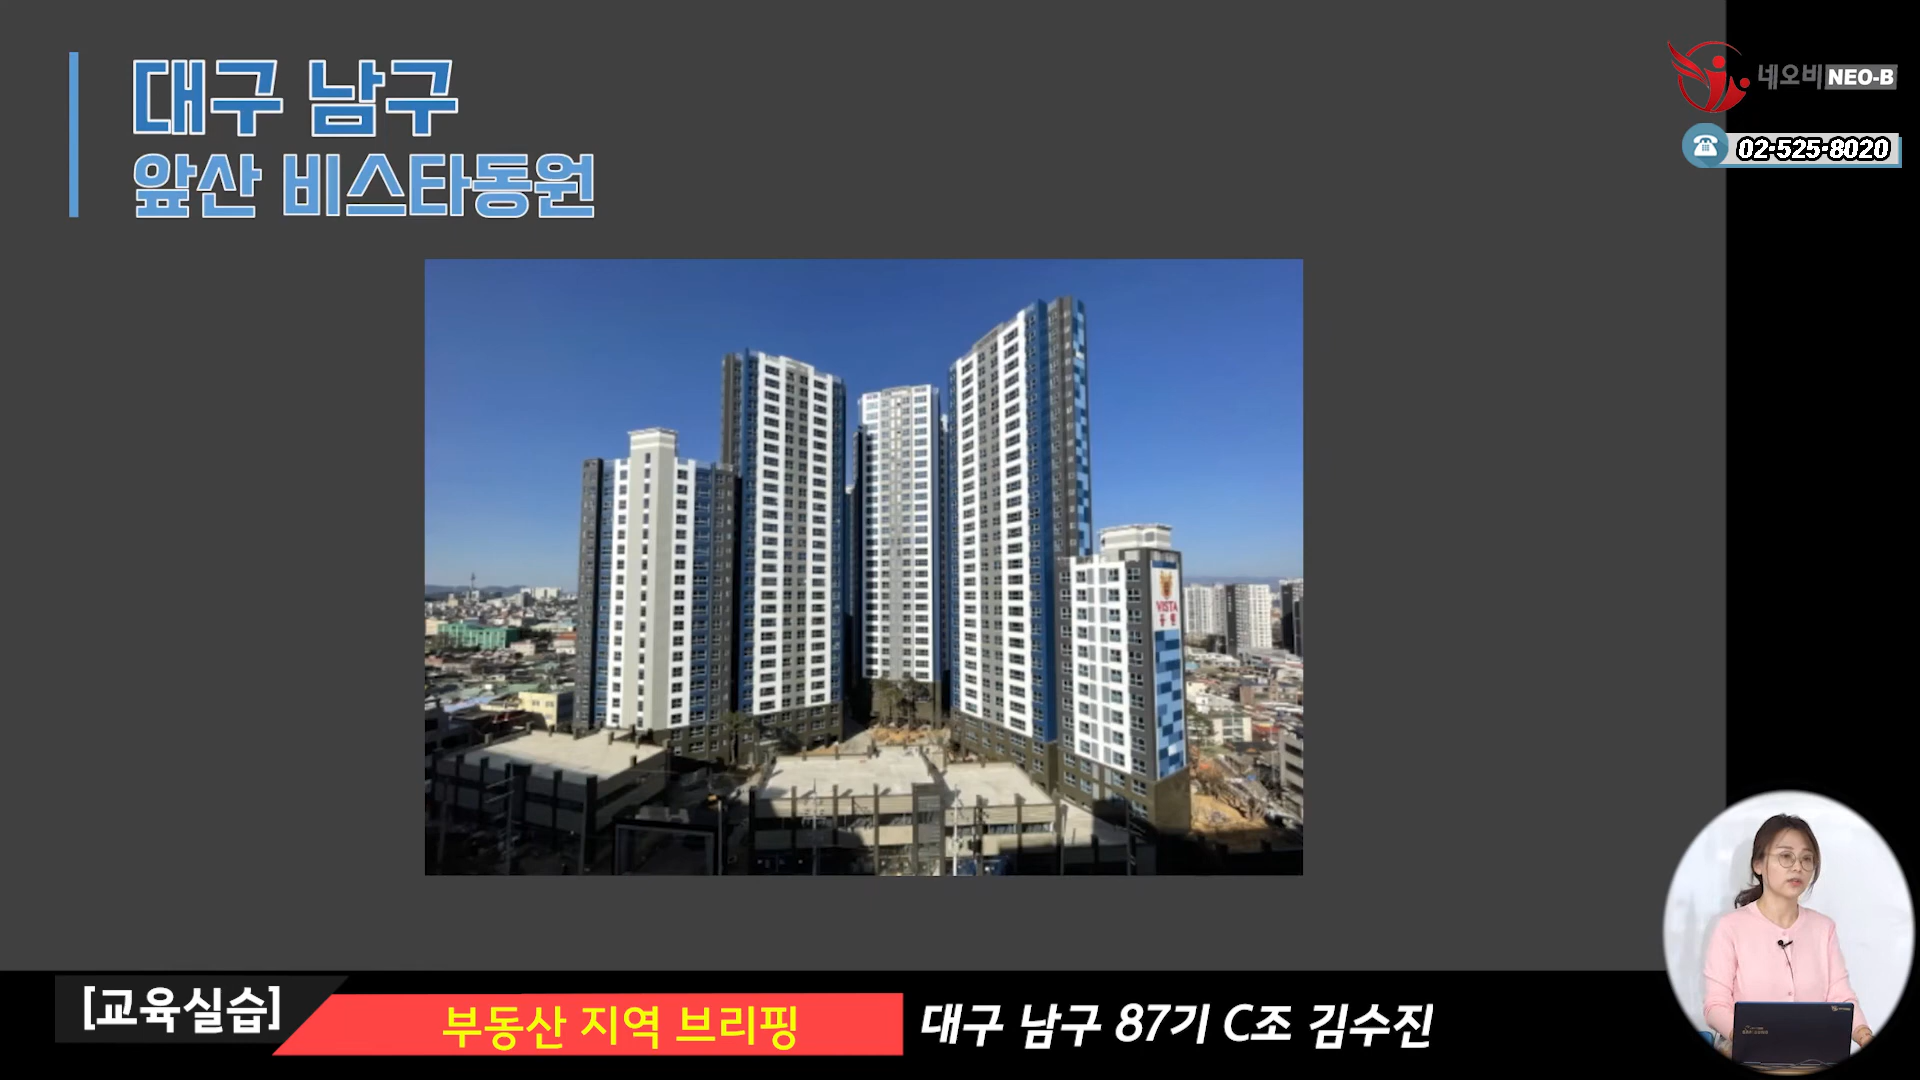 대구 남구
앞산 비스타동원
네오비 NEO-B
02·525·8020
VISTA
동원
[교육실습]
부동산 지역 브리핑
대구 남구 87기 C조 김수진